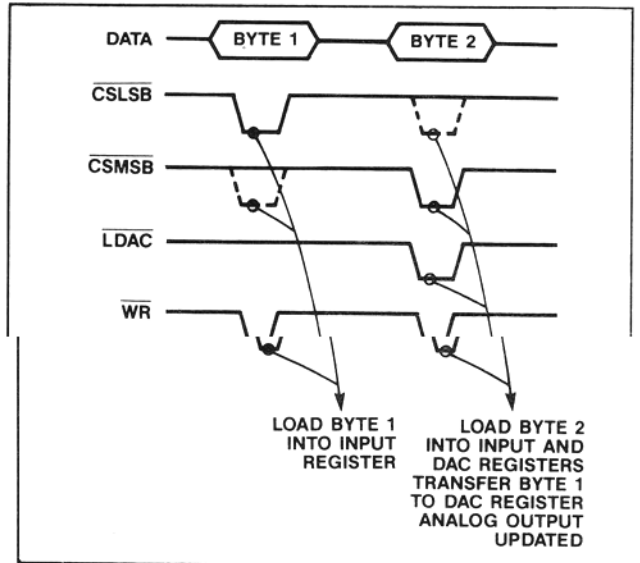 DATA BYTE 1 BYTE 2
CSLSB
CSMSB
LDAC
WR
LOAD BYTE 1
INTO INPUT
REGISTER
LOAD BYTE 2
INTO INPUT AND
DAC REGISTERS
TRANSFER BYTE 1
TO DAC REGISTER
ANALOG OUTPUT
UPDATED